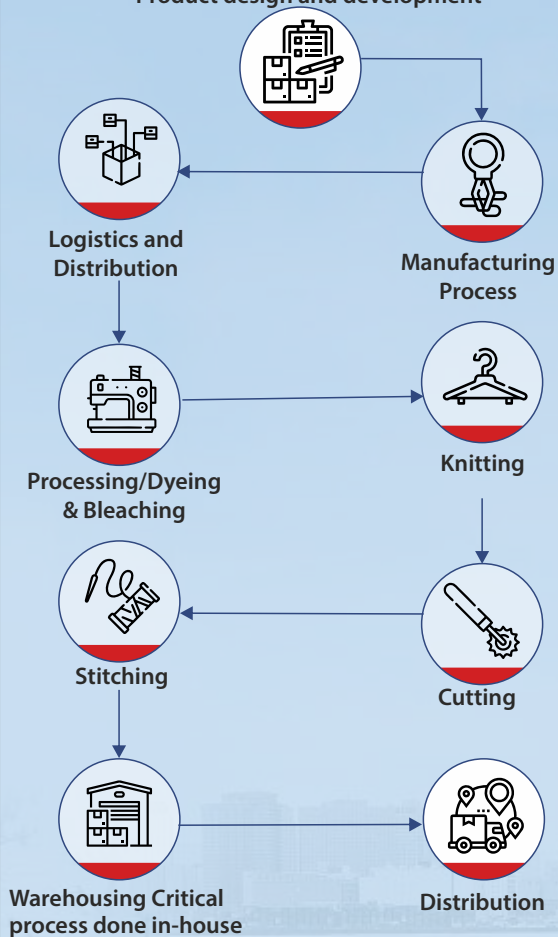 Product design and development
Logistics and
Distribution
Manufacturing
Process
Processing/Dyeing
& Bleaching
Knitting
Stitching
Cutting
Warehousing Critical
process done in-house
Distribution